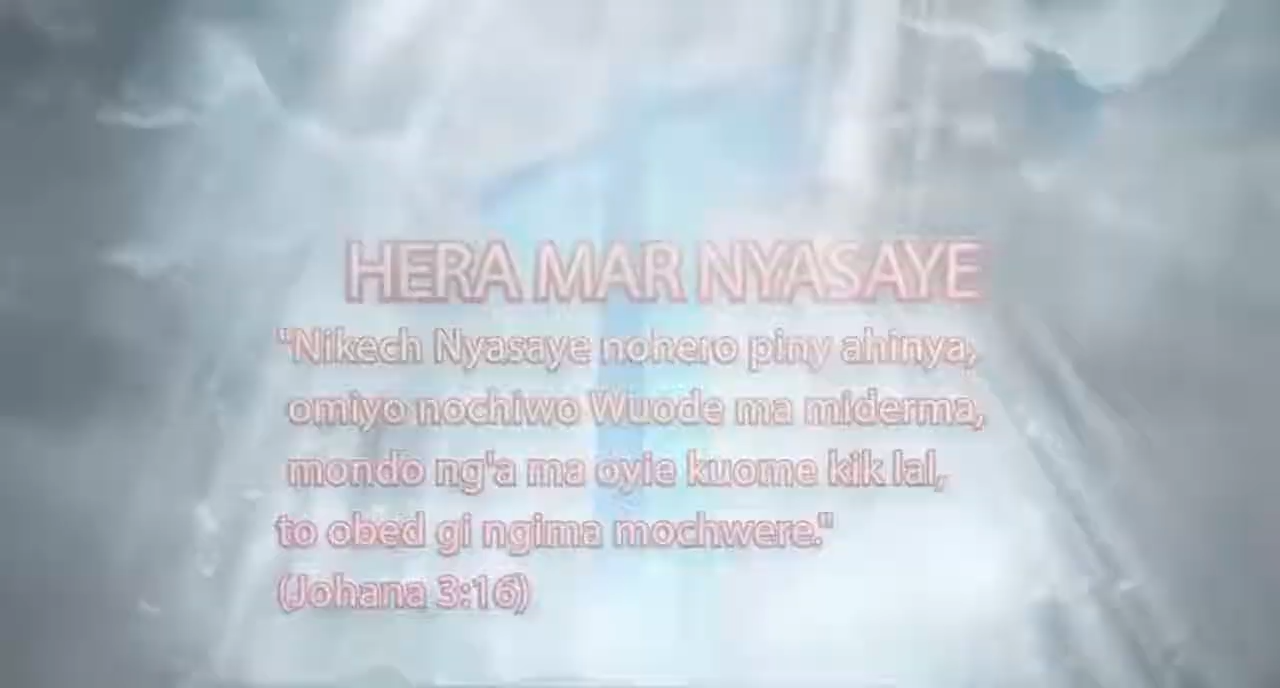 HERA MAR NYASAYE
"Nikech Nyasaye nohero piny ahinya,
omiyo nochiwo Wuode ma miderma,
mondo ng'a ma oyie kuome kik lal,
to obed gi ngima mochwere."
(Johana 3:16)